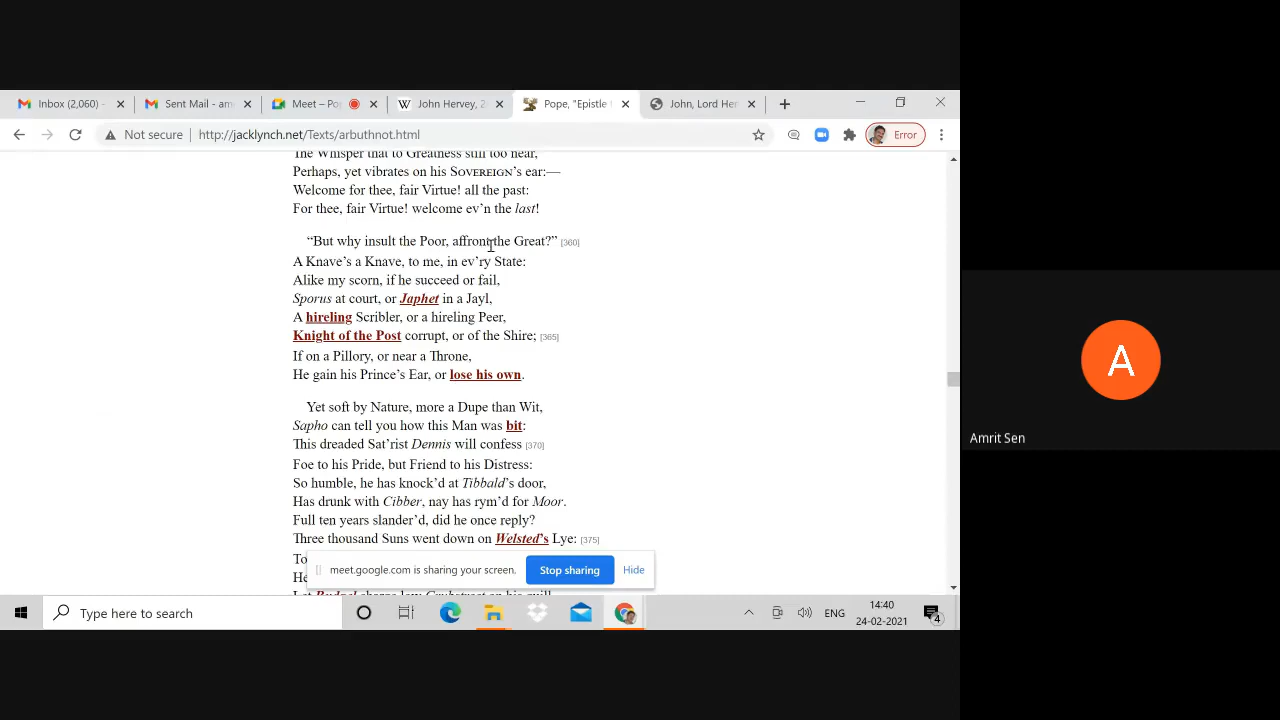 Inbox (2,060) -
Sent Mail - am
Meet – Po
John Hervey, 2
Pope, "Epistle
John, Lord Her
Not secure
http://jacklynch.net/Texts/arbuthnot.html
Error
The Whisper that to Greatness still too near,
Perhaps, yet vibrates on his SOVEREIGN’s ear:—
Welcome for thee, fair Virtue! all the past:
For thee, fair Virtue! welcome ev’n the last!
“But why insult the Poor, affront the Great?” [360]
A Knave’s a Knave, to me, in ev’ry State:
Alike my scorn, if he succeed or fail,
Sporus at court, or Japhet in a Jayl,
A hireling Scribler, or a hireling Peer,
Knight of the Post corrupt, or of the Shire; [365]
If on a Pillory, or near a Throne,
He gain his Prince’s Ear, or lose his own.
Yet soft by Nature, more a Dupe than Wit,
Sapho can tell you how this Man was bit:
This dreaded Sat’rist Dennis will confess [370]
Foe to his Pride, but Friend to his Distress:
So humble, he has knock’d at Tibbald’s door,
Has drunk with Cibber, nay has rym’d for Moor.
Full ten years slander’d, did he once reply?
Three thousand Suns went down on Welsted’s Lye: [375]
To
He
meet.google.com is sharing your screen.
Stop sharing
Hide
A
Amrit Sen
Type here to search
ENG
14:40
24-02-2021
4